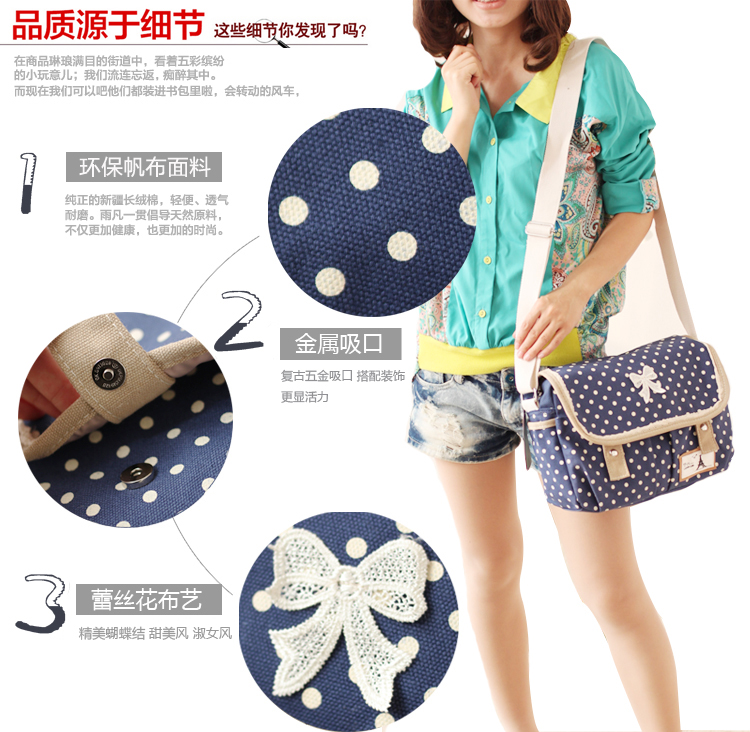 品质源于细节 这些细节你发现了吗?
在商品琳琅满目的街道中，看着五彩缤纷
的小玩意儿；我们流连忘返，痴醉其中。
而现在我们可以吧他们都装进书包里啦，会转动的风车，
1 环保帆布面料
纯正的新疆长绒棉，轻便、透气
耐磨。雨凡一贯倡导天然原料，
不仅更加健康，也更加的时尚。
2 金属吸口
复古五金吸口 搭配装饰
更显活力
3 蕾丝花布艺
精美蝴蝶结 甜美风 淑女风